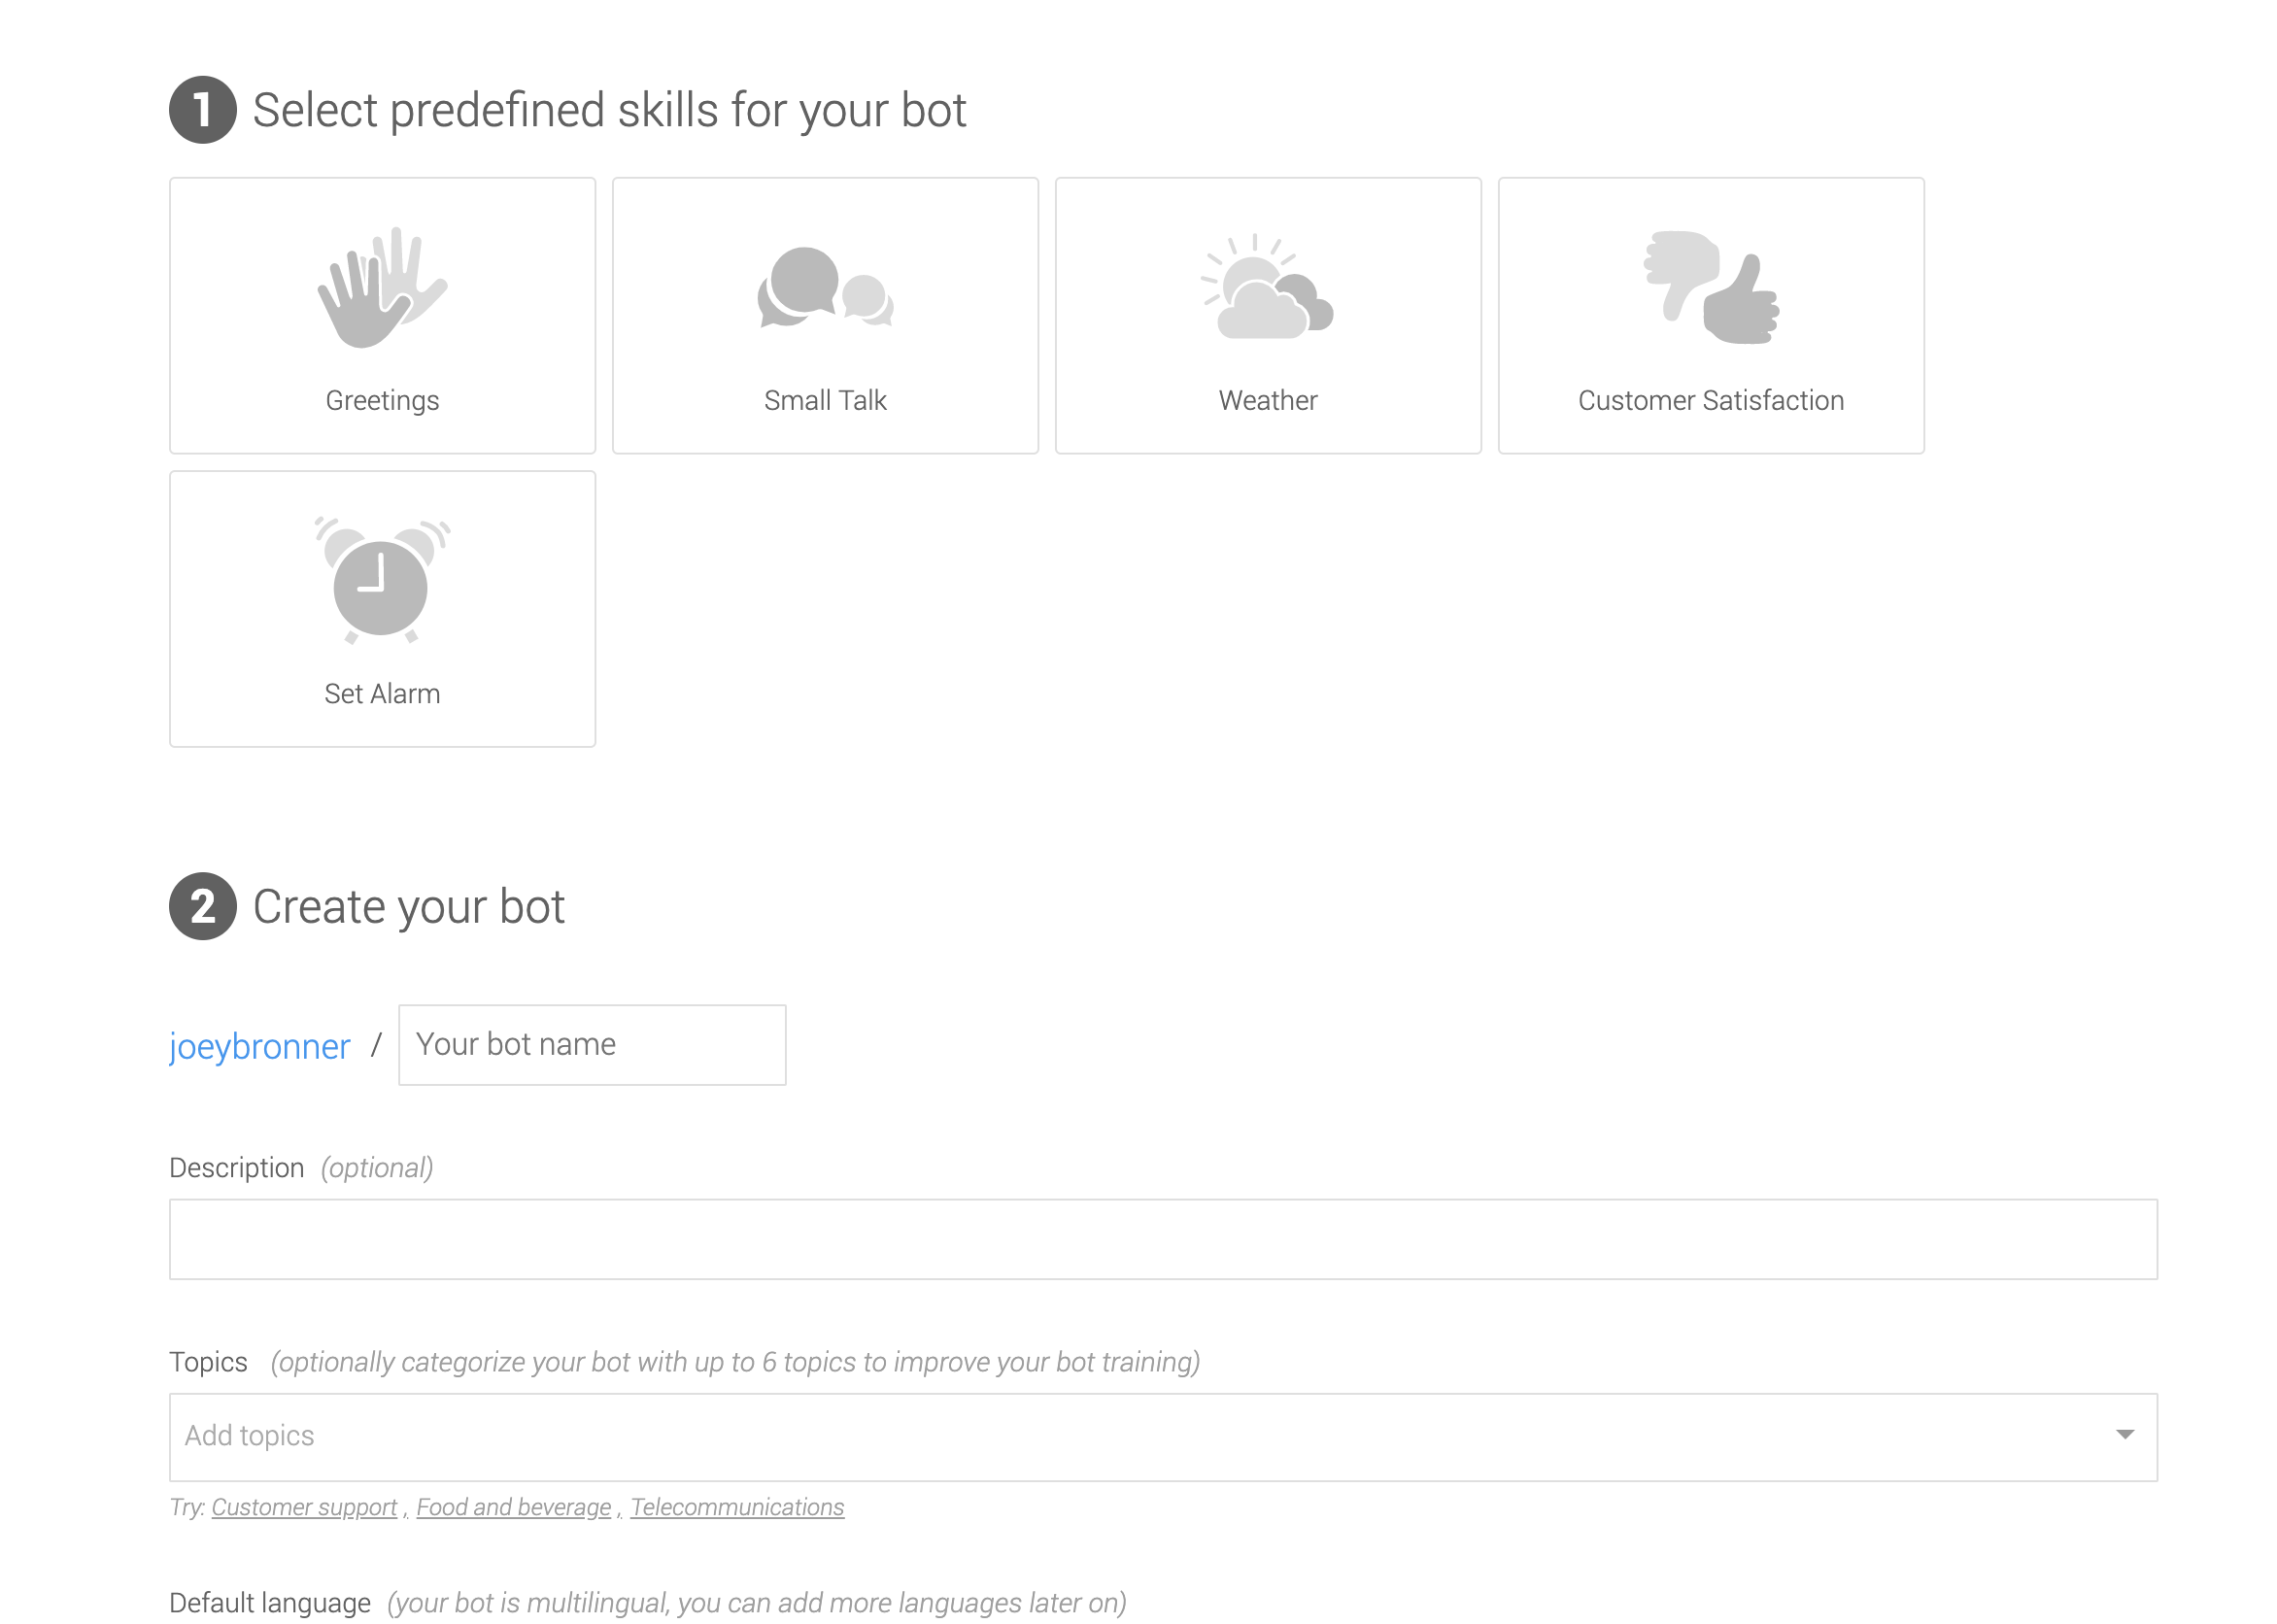 1 Select predefined skills for your bot
Greetings
Small Talk
Weather
Customer Satisfaction
Set Alarm
2 Create your bot
joeybronner / Your bot name
Description (optional)
Topics (optionally categorize your bot with up to 6 topics to improve your bot training)
Add topics
Try: Customer support , Food and beverage , Telecommunications
Default language (your bot is multilingual, you can add more languages later on)